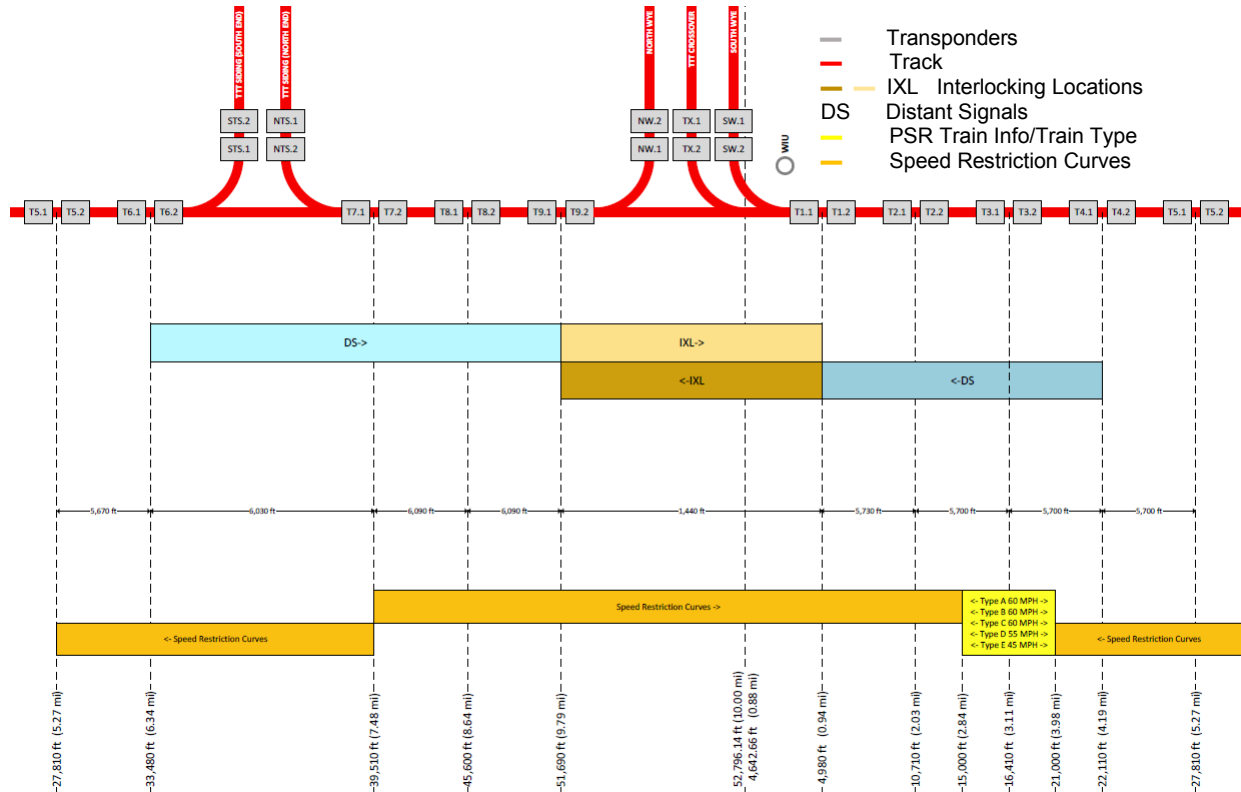 TTT SIDING (SOUTH END)
TTT SIDING (NORTH END)
NORTH WYE
TTT CROSSOVER
SOUTH WYE
Transponders
Track
IXL Interlocking Locations
DS Distant Signals
PSR Train Info/Train Type
Speed Restriction Curves
STS.2
NTS.1
NW.2
TX.1
SW.1
STS.1
NTS.2
NW.1
TX.2
SW.2
WIU
T5.1
T5.2
T6.1
T6.2
T7.1
T7.2
T8.1
T8.2
T9.1
T9.2
T1.1
T1.2
T2.1
T2.2
T3.1
T3.2
T4.1
T4.2
T5.1
T5.2
DS->
IXL->
<-IXL
<-DS
5,670 ft
6,030 ft
6,090 ft
6,090 ft
1,440 ft
5,730 ft
5,700 ft
5,700 ft
5,700 ft
Speed Restriction Curves ->
<- Type A 60 MPH ->
<- Type B 60 MPH ->
<- Type C 60 MPH ->
<- Type D 55 MPH ->
<- Type E 45 MPH ->
<- Speed Restriction Curves
<- Speed Restriction Curves
27,810 ft (5.27 mi)
33,480 ft (6.34 mi)
39,510 ft (7.48 mi)
45,600 ft (8.64 mi)
51,690 ft (9.79 mi)
52,796.14 ft (10.00 mi)
4,642.66 ft (0.88 mi)
4,980 ft (0.94 mi)
10,710 ft (2.03 mi)
15,000 ft (2.84 mi)
16,410 ft (3.11 mi)
21,000 ft (3.98 mi)
22,110 ft (4.19 mi)
27,810 ft (5.27 mi)